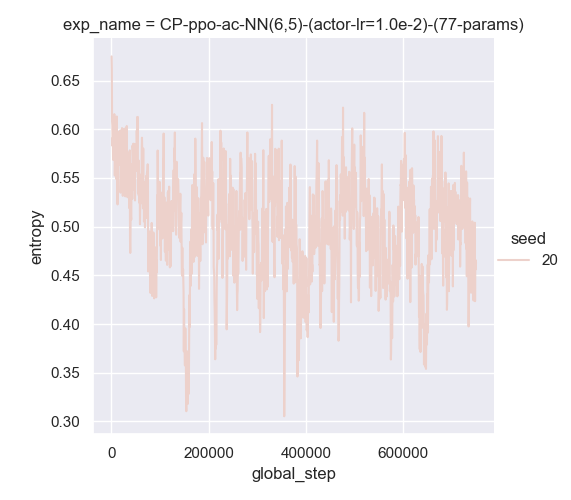 exp_name = CP-ppo-ac-NN(6,5)-(actor-lr=1.0e-2)-(77-params)
0.65
0.60
0.55
0.50
0.45
0.40
0.35
0.30
entropy
seed
20
0 200000 400000 600000
global_step